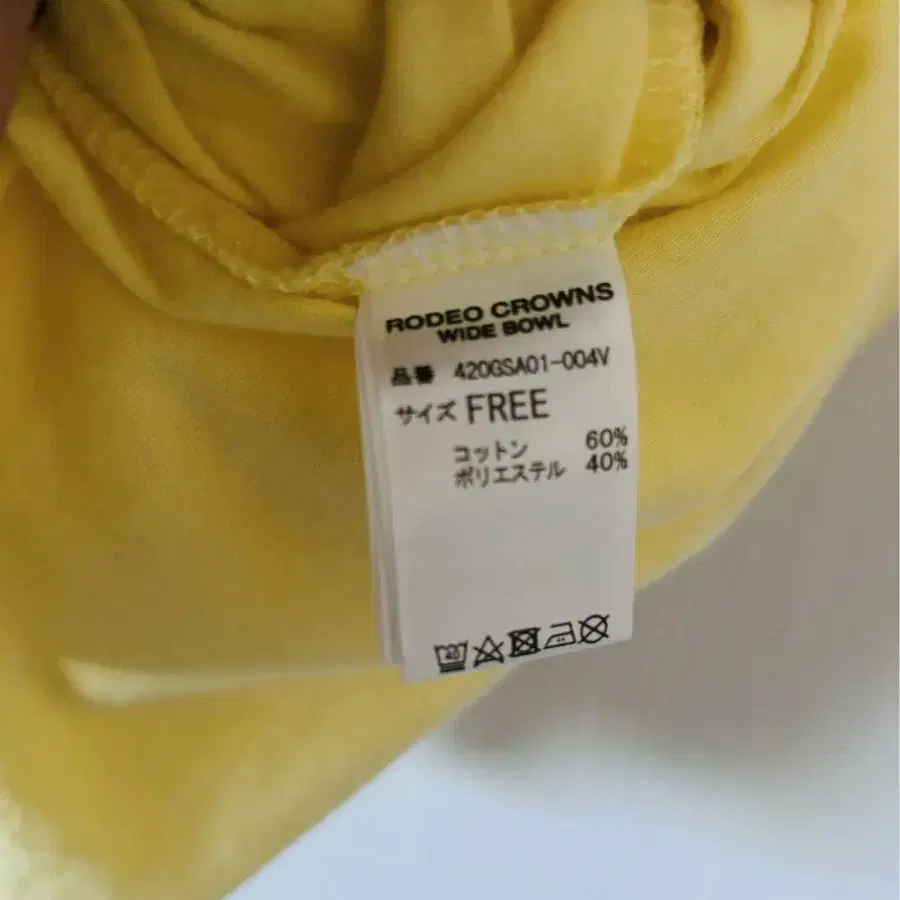 RODEO CROWNS
WIDE BOWL
品番 420GSA01-004V
サイズ FREE
コットン 60%
ポリエステル 40%
40